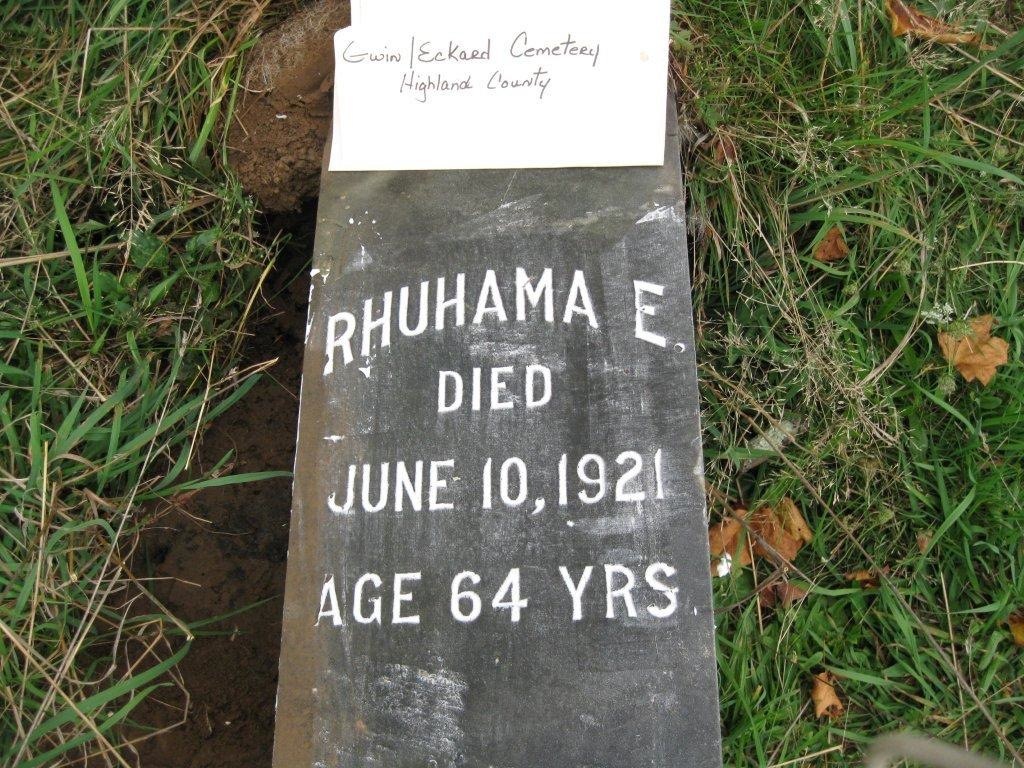 Gwin/Eckard Cemetery
Highland County
RHUHAMA E.
DIED
JUNE 10, 1921
AGE 64 YRS.